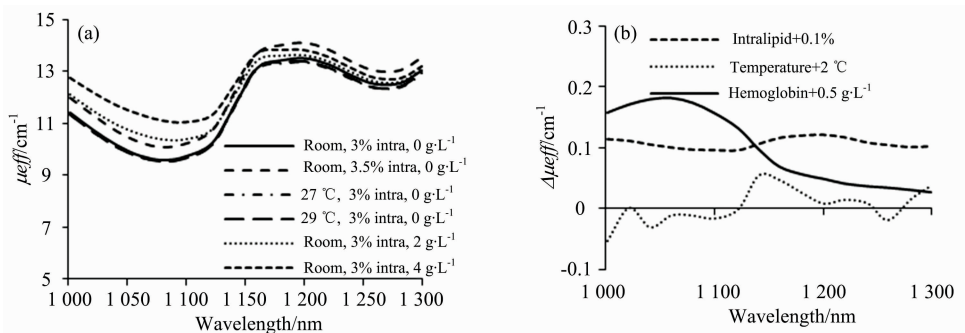 (a)
15
13
11
9
7
5
μeff/cm⁻¹
Room, 3% intra, 0 g·L⁻¹
Room, 3.5% intra, 0 g·L⁻¹
27 ℃, 3% intra, 0 g·L⁻¹
29 ℃, 3% intra, 0 g·L⁻¹
Room, 3% intra, 2 g·L⁻¹
Room, 3% intra, 4 g·L⁻¹
1 000 1 050 1 100 1 150 1 200 1 250 1 300
Wavelength/nm
(b)
0.3
0.2
0.1
0
-0.1
Δμeff/cm⁻¹
Intralipid+0.1%
Temperature+2 ℃
Hemoglobin+0.5 g·L⁻¹
1 000 1 100 1 200 1 300
Wavelength/nm